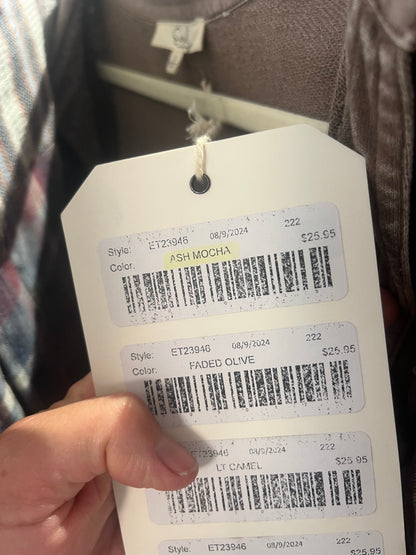 Style: ET23946 08/9/2024 222
Color: ASH MOCHA $25.95
Style: ET23946 08/9/2024 222
Color: FADED OLIVE $25.95
ET23946 08/9/2024 222
LT CAMEL $25.95
Style: ET23946 08/9/2024 222